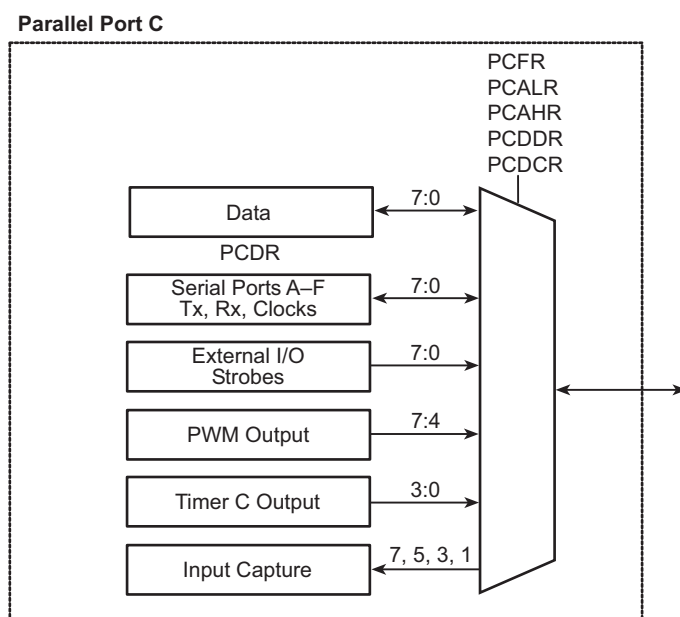 Parallel Port C
PCFR
PCALR
PCAHR
PCDDR
PCDCR
Data
7:0
PCDR
Serial Ports A–F
Tx, Rx, Clocks
7:0
External I/O
Strobes
7:0
PWM Output
7:4
Timer C Output
3:0
Input Capture
7, 5, 3, 1